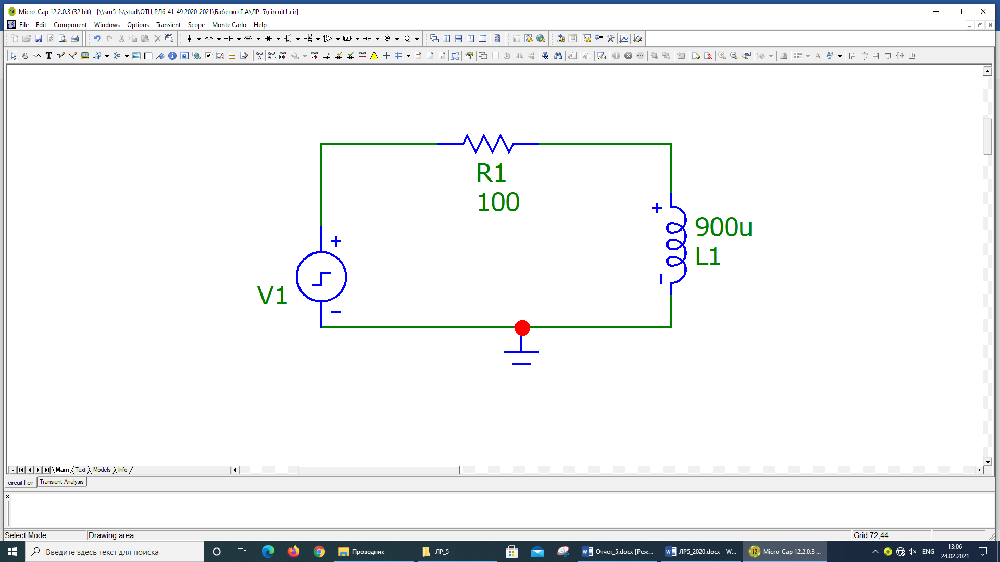 Micro-Cap 12.2.0.3 (32 bit) - [\\sm5-fs\stud\ОТЦ РЛ6-41_49 2020-2021\Бабенко Г.А\ЛР_5\circuit1.cir]
File Edit Component Windows Options Transient Scope Monte Carlo Help
R1
100
+
900u
L1
+
V1
Main Text Models Info
circuit1.cir Transient Analysis
Select Mode Drawing area Grid 72,44
Введите здесь текст для поиска
Проводник
ЛР_5
Отчет_5.docx [Реж...
ЛР5_2020.docx - W...
Micro-Cap 12.2.0.3 ...
ENG
13:06
24.02.2021